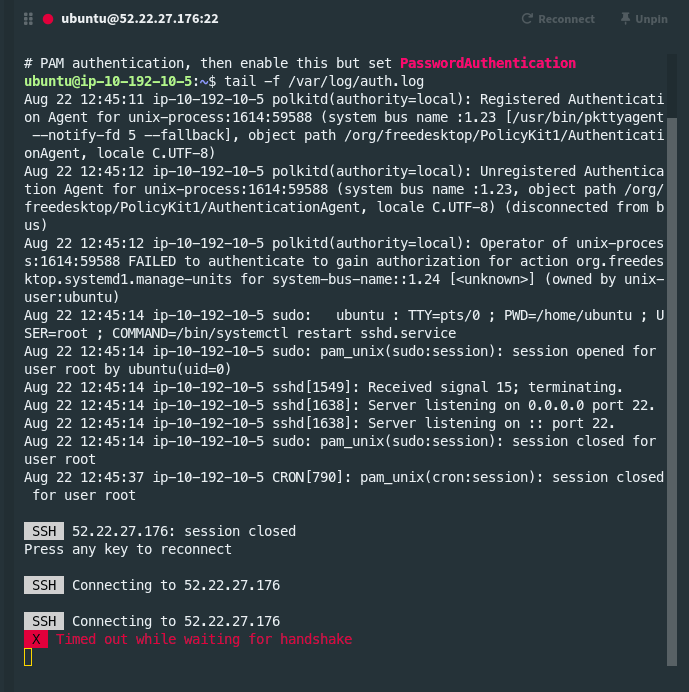 ubuntu@52.22.27.176:22 Reconnect Unpin
# PAM authentication, then enable this but set PasswordAuthentication
ubuntu@ip-10-192-10-5:~$ tail -f /var/log/auth.log
Aug 22 12:45:11 ip-10-192-10-5 polkitd(authority=local): Registered Authenticati
on Agent for unix-process:1614:59588 (system bus name :1.23 [/usr/bin/pkttyagent
 --notify-fd 5 --fallback], object path /org/freedesktop/PolicyKit1/Authenticati
onAgent, locale C.UTF-8)
Aug 22 12:45:12 ip-10-192-10-5 polkitd(authority=local): Unregistered Authentica
tion Agent for unix-process:1614:59588 (system bus name :1.23, object path /org/
freedesktop/PolicyKit1/AuthenticationAgent, locale C.UTF-8) (disconnected from b
us)
Aug 22 12:45:12 ip-10-192-10-5 polkitd(authority=local): Operator of unix-proces
s:1614:59588 FAILED to authenticate to gain authorization for action org.freedes
ktop.systemd1.manage-units for system-bus-name::1.24 [<unknown>] (owned by unix-
user:ubuntu)
Aug 22 12:45:14 ip-10-192-10-5 sudo:   ubuntu : TTY=pts/0 ; PWD=/home/ubuntu ; U
SER=root ; COMMAND=/bin/systemctl restart sshd.service
Aug 22 12:45:14 ip-10-192-10-5 sudo: pam_unix(sudo:session): session opened for
user root by ubuntu(uid=0)
Aug 22 12:45:14 ip-10-192-10-5 sshd[1549]: Received signal 15; terminating.
Aug 22 12:45:14 ip-10-192-10-5 sshd[1638]: Server listening on 0.0.0.0 port 22.
Aug 22 12:45:14 ip-10-192-10-5 sshd[1638]: Server listening on :: port 22.
Aug 22 12:45:14 ip-10-192-10-5 sudo: pam_unix(sudo:session): session closed for
user root
Aug 22 12:45:37 ip-10-192-10-5 CRON[790]: pam_unix(cron:session): session closed
 for user root
SSH 52.22.27.176: session closed
Press any key to reconnect
SSH Connecting to 52.22.27.176
SSH Connecting to 52.22.27.176
X Timed out while waiting for handshake